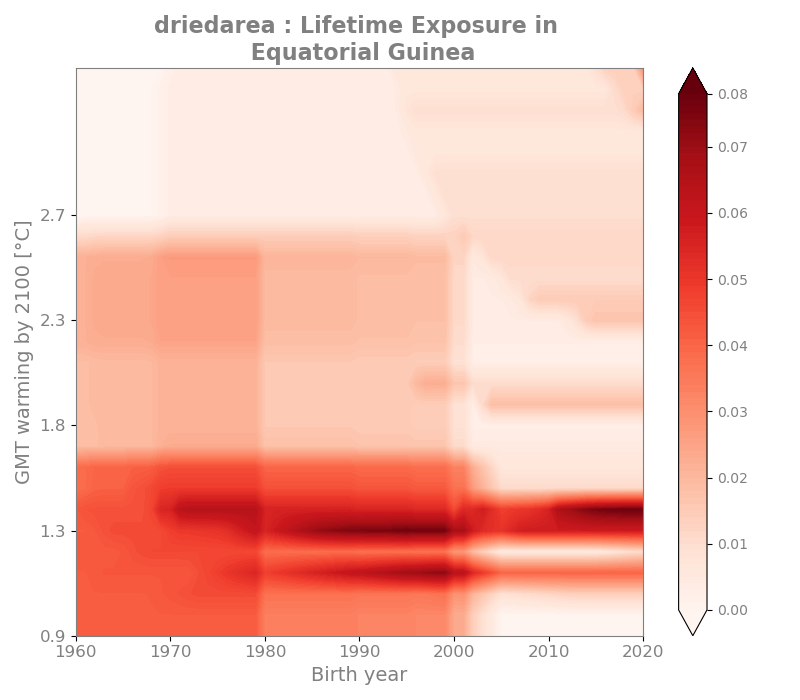 driedarea : Lifetime Exposure in
Equatorial Guinea
GMT warming by 2100 [°C]
2.7
2.3
1.8
1.3
0.9
1960 1970 1980 1990 2000 2010 2020
Birth year
0.08
0.07
0.06
0.05
0.04
0.03
0.02
0.01
0.00